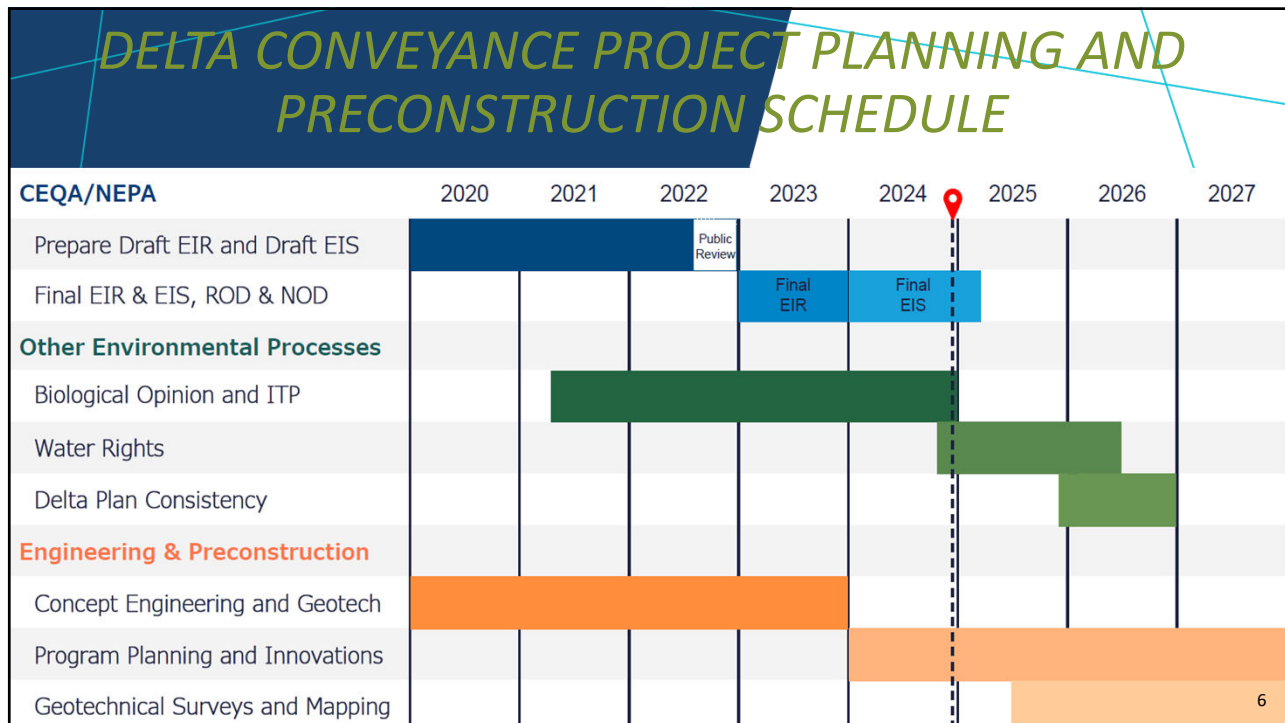 DELTA CONVEYANCE PROJECT PLANNING AND
PRECONSTRUCTION SCHEDULE
CEQA/NEPA 2020 2021 2022 2023 2024 2025 2026 2027
Prepare Draft EIR and Draft EIS
Public
Review
Final EIR & EIS, ROD & NOD
Final
EIR
Final
EIS
Other Environmental Processes
Biological Opinion and ITP
Water Rights
Delta Plan Consistency
Engineering & Preconstruction
Concept Engineering and Geotech
Program Planning and Innovations
Geotechnical Surveys and Mapping
6